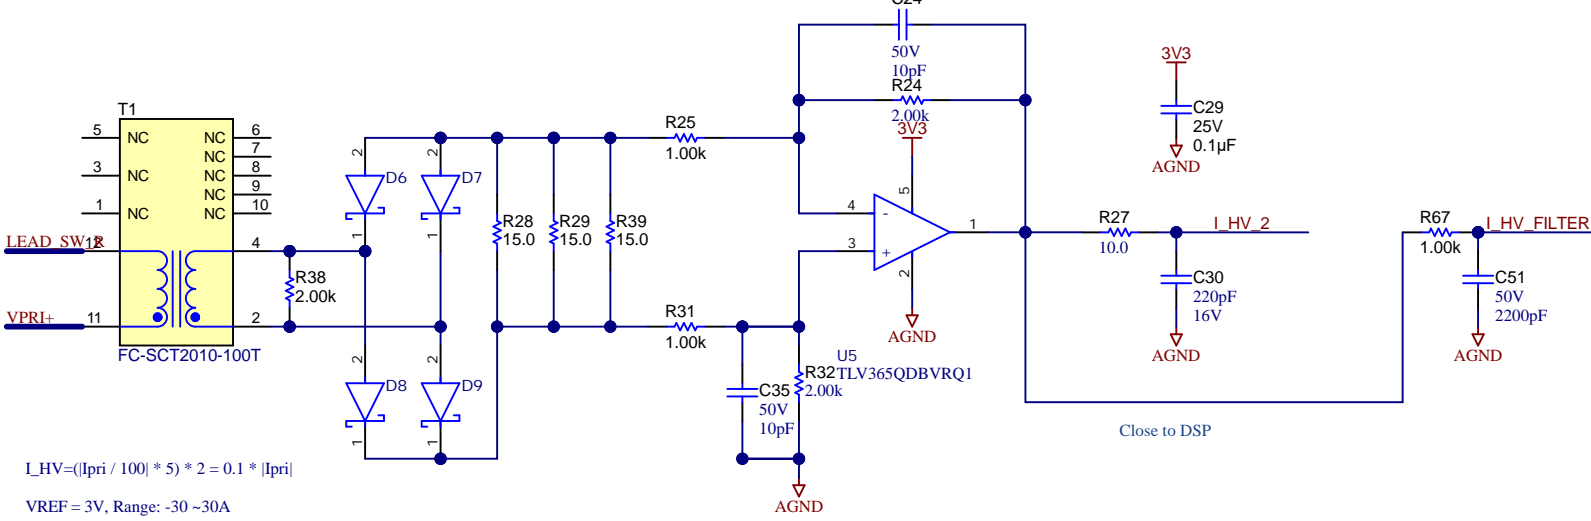 C24
50V
10pF
R24
2.00k
3V3
3V3
C29
25V
0.1µF
AGND
T1
5 NC NC 6
NC 7
3 NC NC 8
NC 9
1 NC NC 10
LEAD_SW_R
12
4
VPRI+
11
2
FC-SCT2010-100T
R38
2.00k
2
D6
1
2
D7
1
2
D8
1
2
D9
1
R28
15.0
R29
15.0
R39
15.0
R25
1.00k
R31
1.00k
4
-
3
+
5
1
2
AGND
U5
TLV365QDBVRQ1
R32
2.00k
C35
50V
10pF
AGND
R27
10.0
I_HV_2
C30
220pF
16V
AGND
R67
1.00k
I_HV_FILTER
C51
50V
2200pF
AGND
Close to DSP
I_HV=(|Ipri / 100| * 5) * 2 = 0.1 * |Ipri|
VREF = 3V, Range: -30 ~30A